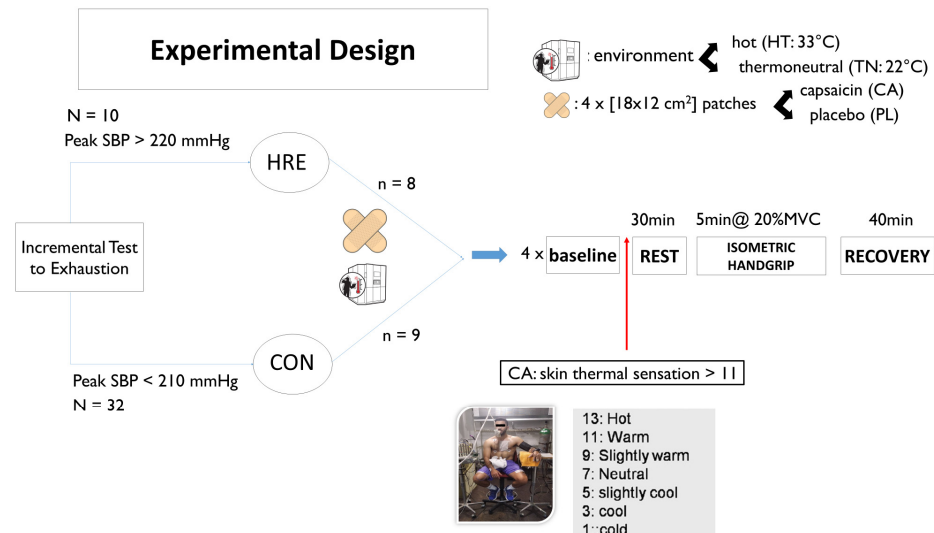 Experimental Design
: environment
hot (HT: 33°C)
thermoneutral (TN: 22°C)
: 4 x [18x12 cm²] patches
capsaicin (CA)
placebo (PL)
N = 10
Peak SBP > 220 mmHg
HRE
n = 8
Incremental Test
to Exhaustion
n = 9
CON
Peak SBP < 210 mmHg
N = 32
4 x
baseline
30min
REST
5min@ 20%MVC
ISOMETRIC
HANDGRIP
40min
RECOVERY
CA: skin thermal sensation > 11
13: Hot
11: Warm
9: Slightly warm
7: Neutral
5: slightly cool
3: cool
1::cold